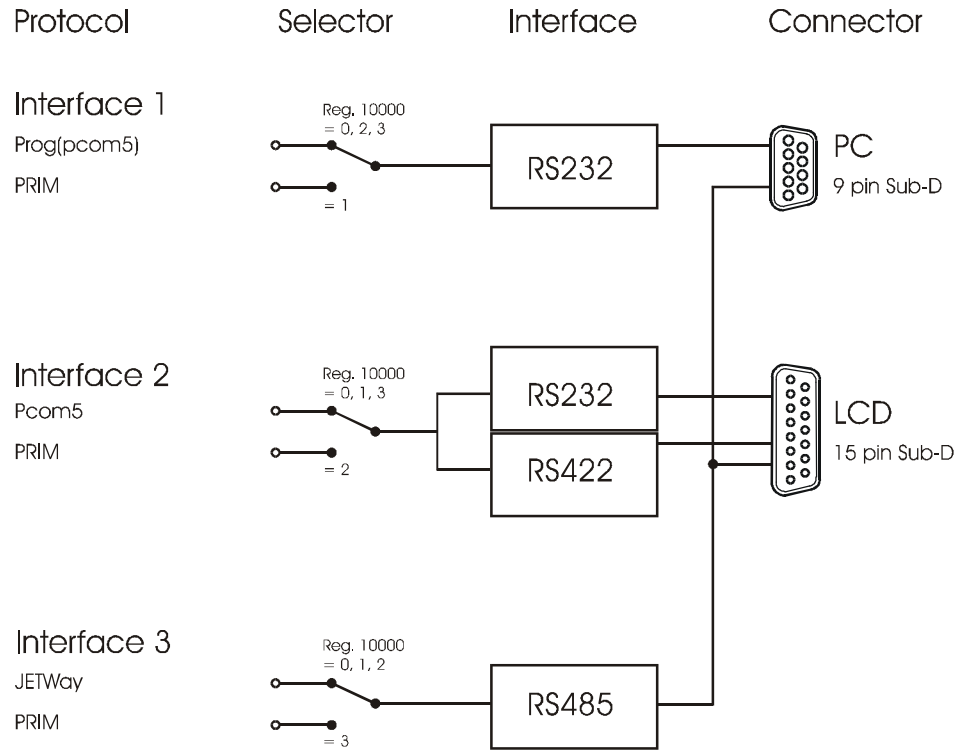 Protocol Selector Interface Connector
Interface 1
Reg. 10000
= 0, 2, 3
Prog(pcom5)
PRIM
= 1
RS232
PC
9 pin Sub-D
Interface 2
Reg. 10000
= 0, 1, 3
Pcom5
PRIM
= 2
RS232
RS422
LCD
15 pin Sub-D
Interface 3
Reg. 10000
= 0, 1, 2
JETWay
PRIM
= 3
RS485